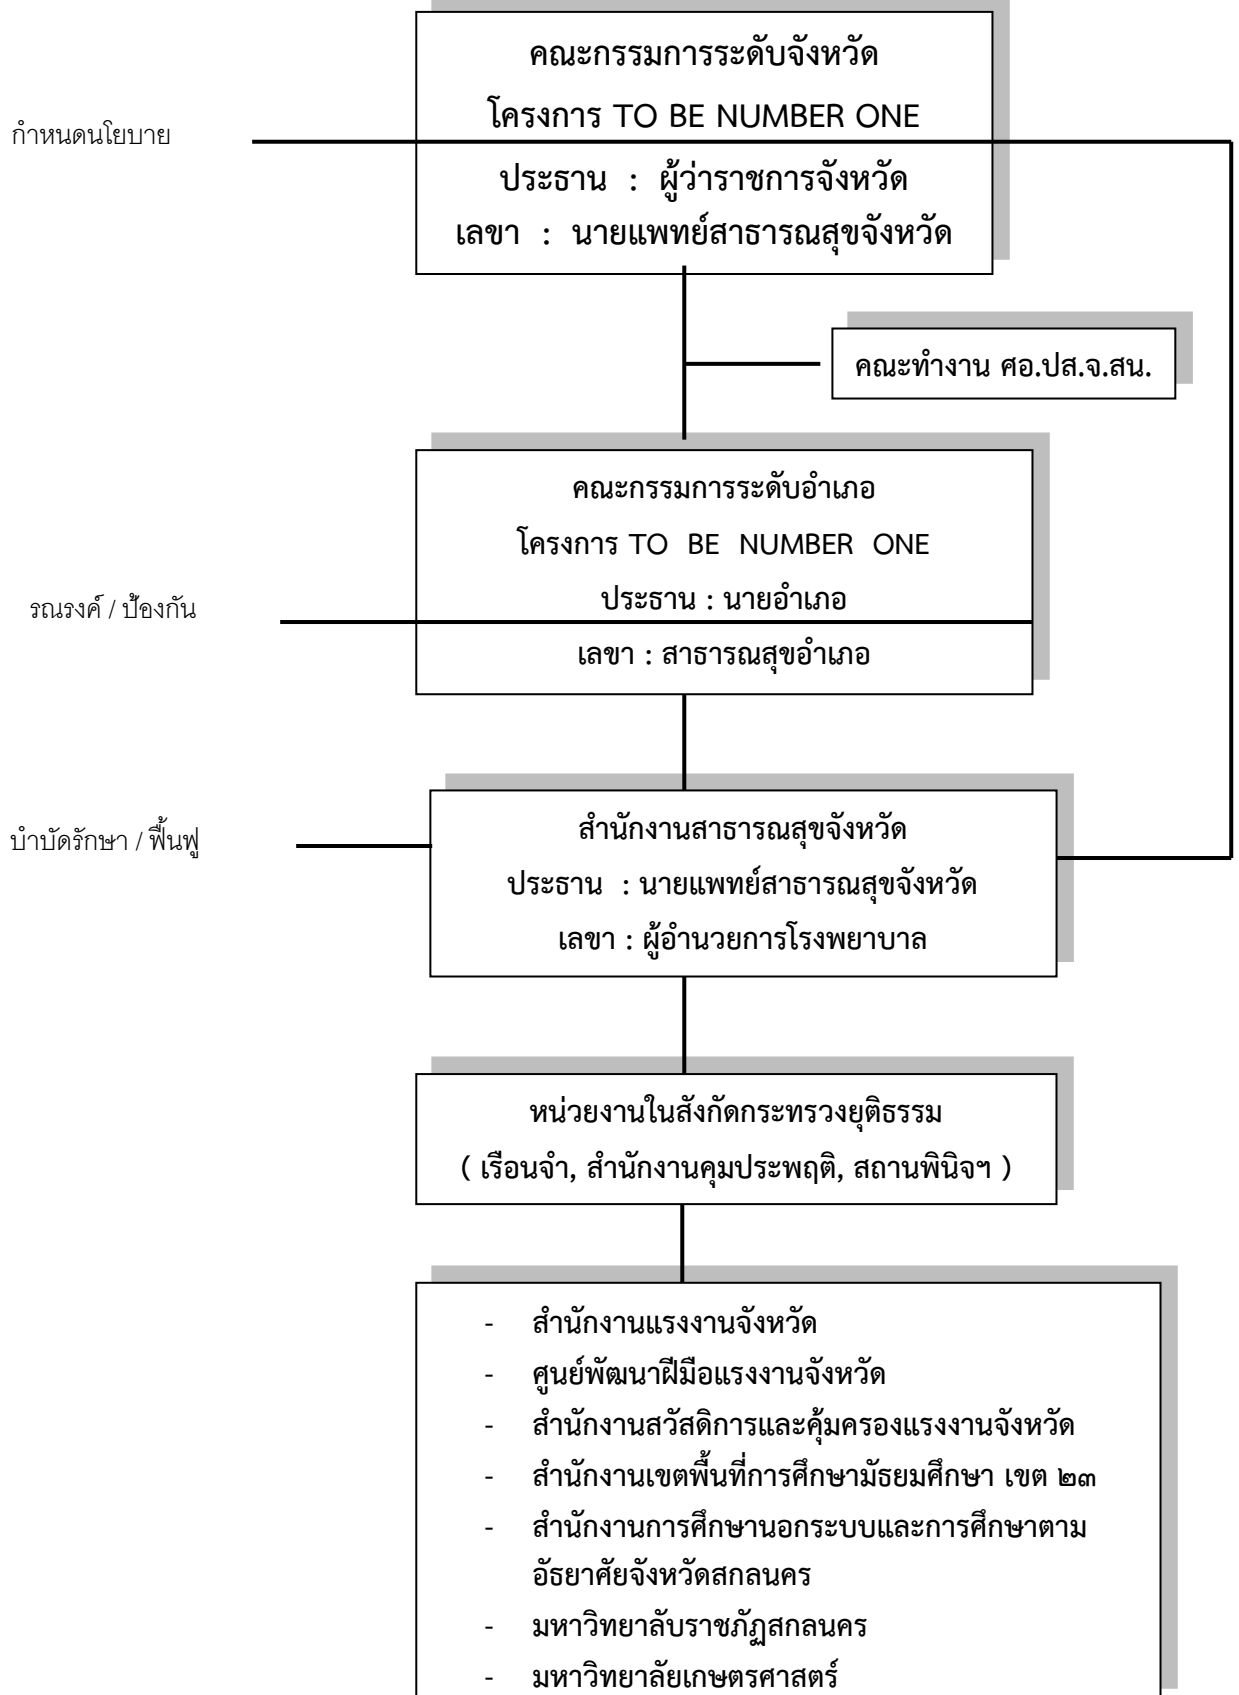 คณะกรรมการระดับจังหวัด
โครงการ TO BE NUMBER ONE
กำหนดนโยบาย
ประธาน : ผู้ว่าราชการจังหวัด
เลขา : นายแพทย์สาธารณสุขจังหวัด
คณะทำงาน ศอ.ปส.จ.สน.
คณะกรรมการระดับอำเภอ
โครงการ TO BE NUMBER ONE
ประธาน : นายอำเภอ
รณรงค์ / ป้องกัน
เลขา : สาธารณสุขอำเภอ
สำนักงานสาธารณสุขจังหวัด
บำบัดรักษา / ฟื้นฟู
ประธาน : นายแพทย์สาธารณสุขจังหวัด
เลขา : ผู้อำนวยการโรงพยาบาล
หน่วยงานในสังกัดกระทรวงยุติธรรม
( เรือนจำ, สำนักงานคุมประพฤติ, สถานพินิจฯ )
- สำนักงานแรงงานจังหวัด
- ศูนย์พัฒนาฝีมือแรงงานจังหวัด
- สำนักงานสวัสดิการและคุ้มครองแรงงานจังหวัด
- สำนักงานเขตพื้นที่การศึกษามัธยมศึกษา เขต ๒๓
- สำนักงานการศึกษานอกระบบและการศึกษาตาม
อัธยาศัยจังหวัดสกลนคร
- มหาวิทยาลับราชภัฏสกลนคร
- มหาวิทยาลัยเกษตรศาสตร์